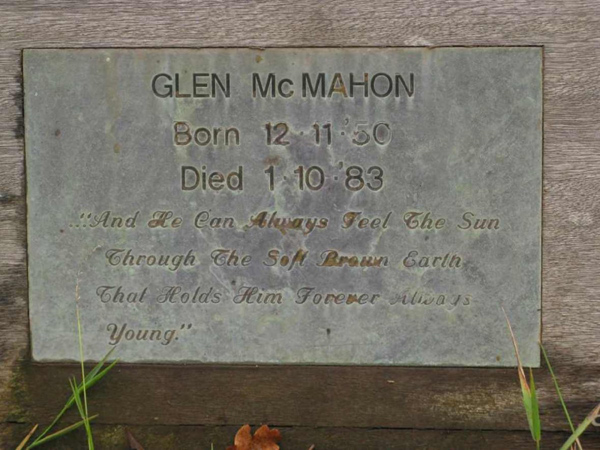 GLEN McMAHON
Born 12·11·'50
Died 1·10·'83
..."And He Can Always Feel The Sun
Through The Soft Brown Earth
That Holds Him Forever Always
Young."